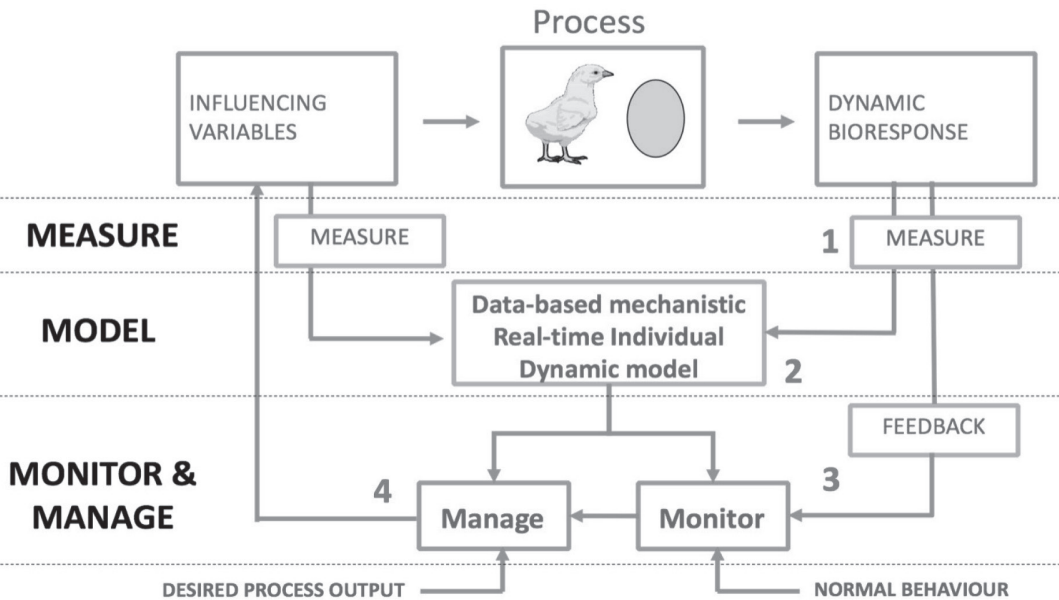 Process
INFLUENCING
VARIABLES
DYNAMIC
BIORESPONSE
MEASURE
MEASURE
1
MEASURE
MODEL
Data-based mechanistic
Real-time Individual
Dynamic model
2
FEEDBACK
MONITOR &
MANAGE
4
Manage
Monitor
3
DESIRED PROCESS OUTPUT
NORMAL BEHAVIOUR